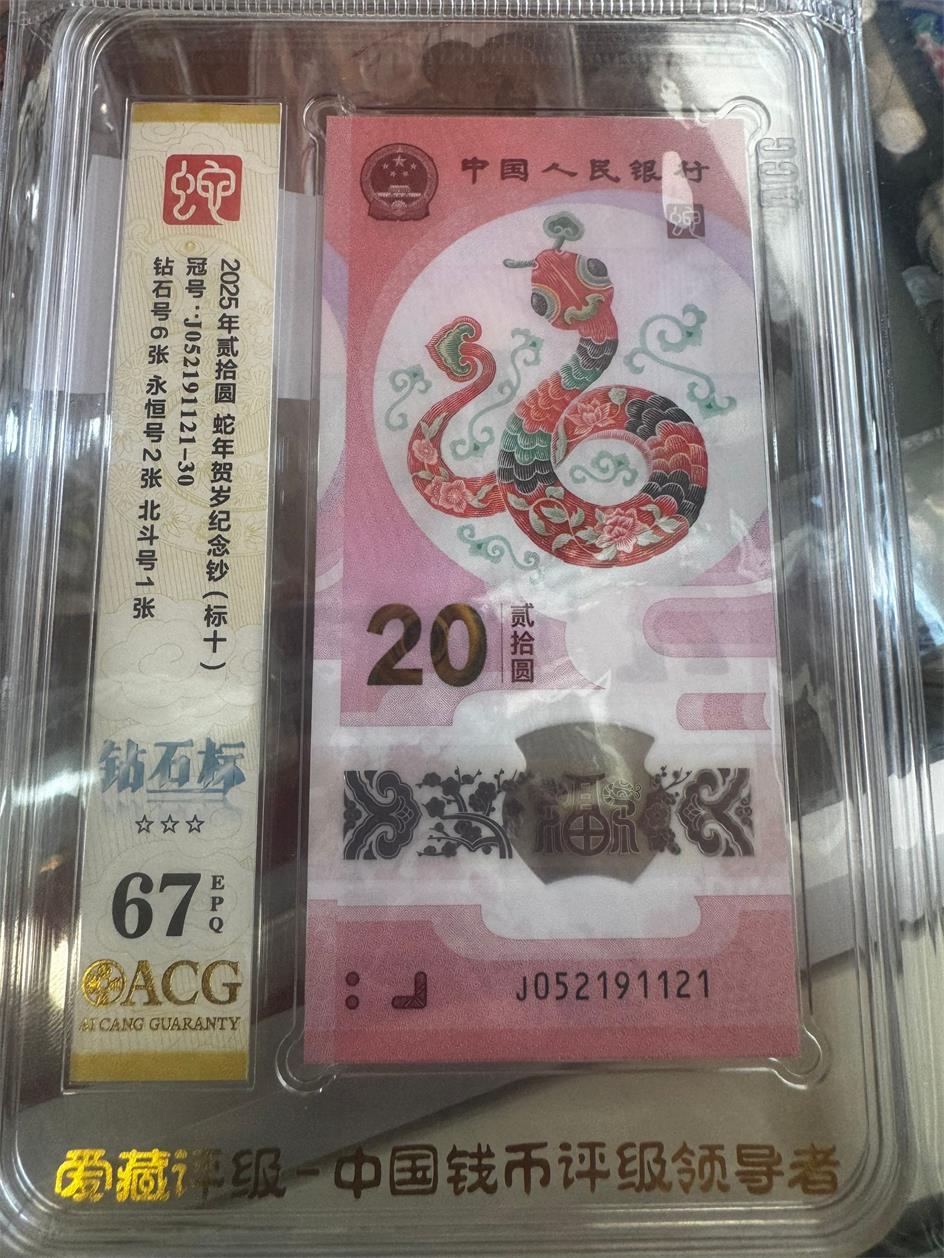 蛇
2025年贰拾圆 蛇年贺岁纪念钞(标十)
冠号:J052191121-30
钻石号6张 永恒号2张 北斗号1张
钻石标
☆☆☆
67
EPQ
ACG
AI CANG GUARANTY
中国人民银行
蛇
20
贰拾圆
福
J052191121
ACG
爱藏评级-中国钱币评级领导者